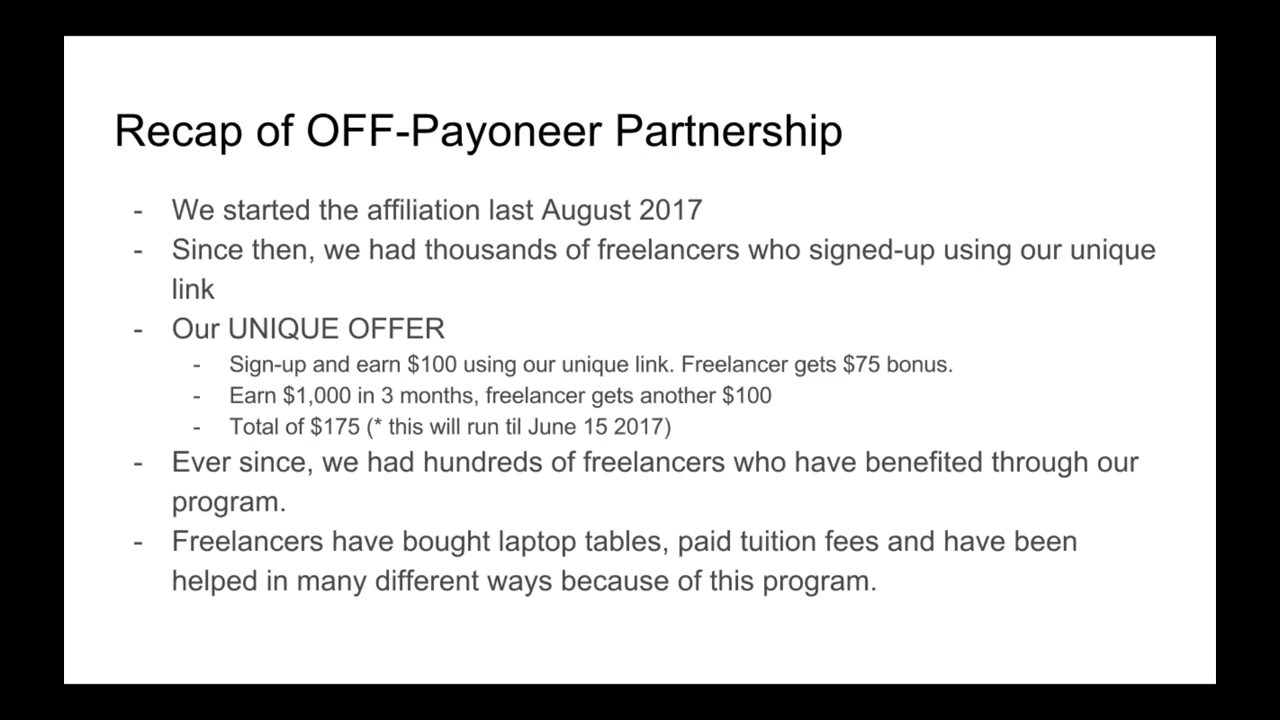 Recap of OFF-Payoneer Partnership
- We started the affiliation last August 2017
- Since then, we had thousands of freelancers who signed-up using our unique
link
- Our UNIQUE OFFER
- Sign-up and earn $100 using our unique link. Freelancer gets $75 bonus.
- Earn $1,000 in 3 months, freelancer gets another $100
- Total of $175 (* this will run til June 15 2017)
- Ever since, we had hundreds of freelancers who have benefited through our
program.
- Freelancers have bought laptop tables, paid tuition fees and have been
helped in many different ways because of this program.